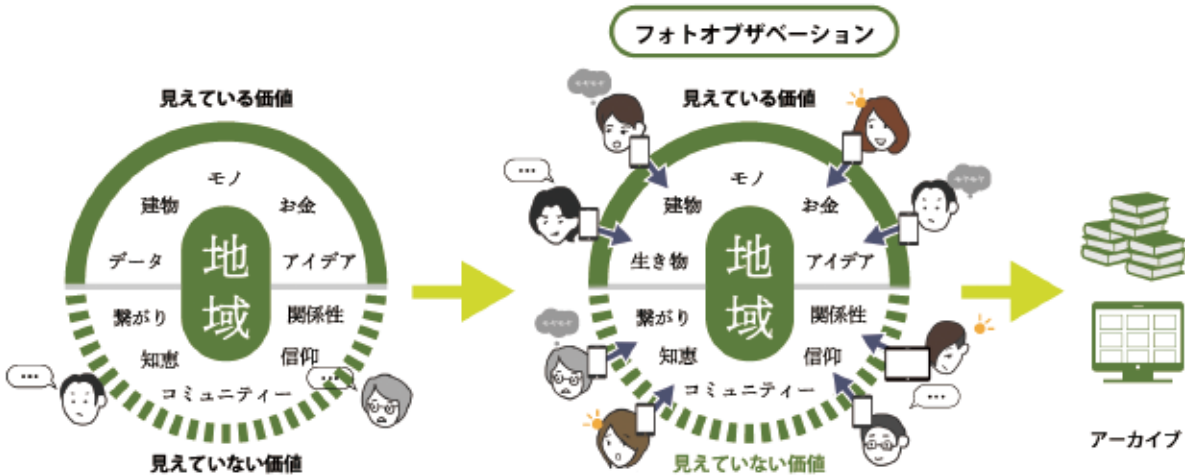 フォトオブザベーション
見えている価値
モノ
建物
お金
データ
アイデア
地域
繋がり
関係性
知恵
信仰
コミュニティー
...
...
見えていない価値
見えている価値
...
モノ
建物
お金
生き物
アイデア
地域
繋がり
関係性
知恵
信仰
コミュニティー
...
見えていない価値
アーカイブ